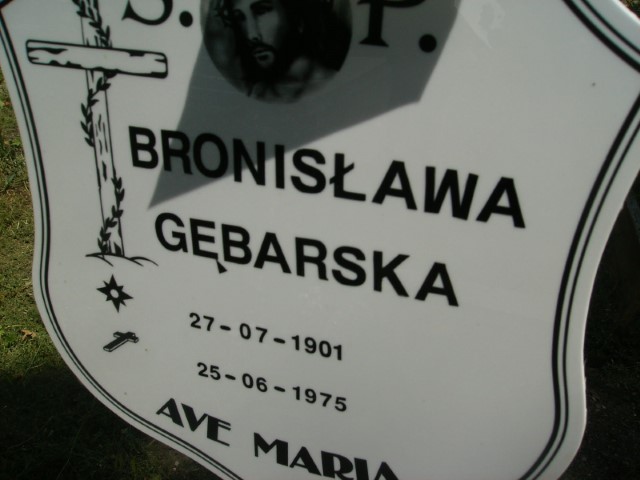 S. P.
BRONISŁAWA
GĘBARSKA
27-07-1901
25-06-1975
AVE MARIA